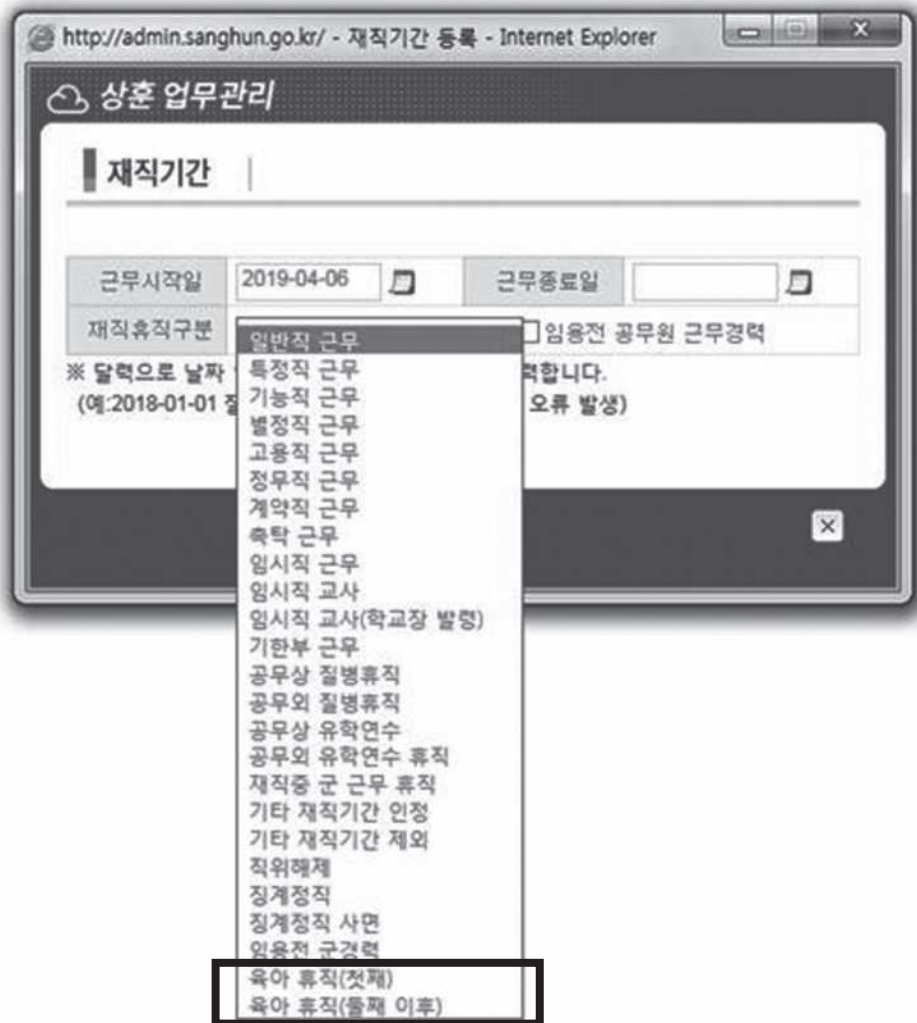 http://admin.sanghun.go.kr/ - 재직기간 등록 - Internet Explorer
상훈 업무관리
재직기간
근무시작일 2019-04-06 근무종료일
재직휴직구분 임용전 공무원 근무경력
※ 달력으로 날짜 력합니다.
(예:2018-01-01 오류 발생)
일반직 근무
특정직 근무
기능직 근무
별정직 근무
고용직 근무
정무직 근무
계약직 근무
촉탁 근무
임시직 근무
임시직 교사
임시직 교사(학교장 발령)
기한부 근무
공무상 질병휴직
공무외 질병휴직
공무상 유학연수
공무외 유학연수 휴직
재직중 군 근무 휴직
기타 재직기간 인정
기타 재직기간 제외
직위해제
징계정직
징계정직 사면
임용전 군경력
육아 휴직(첫째)
육아 휴직(둘째 이후)